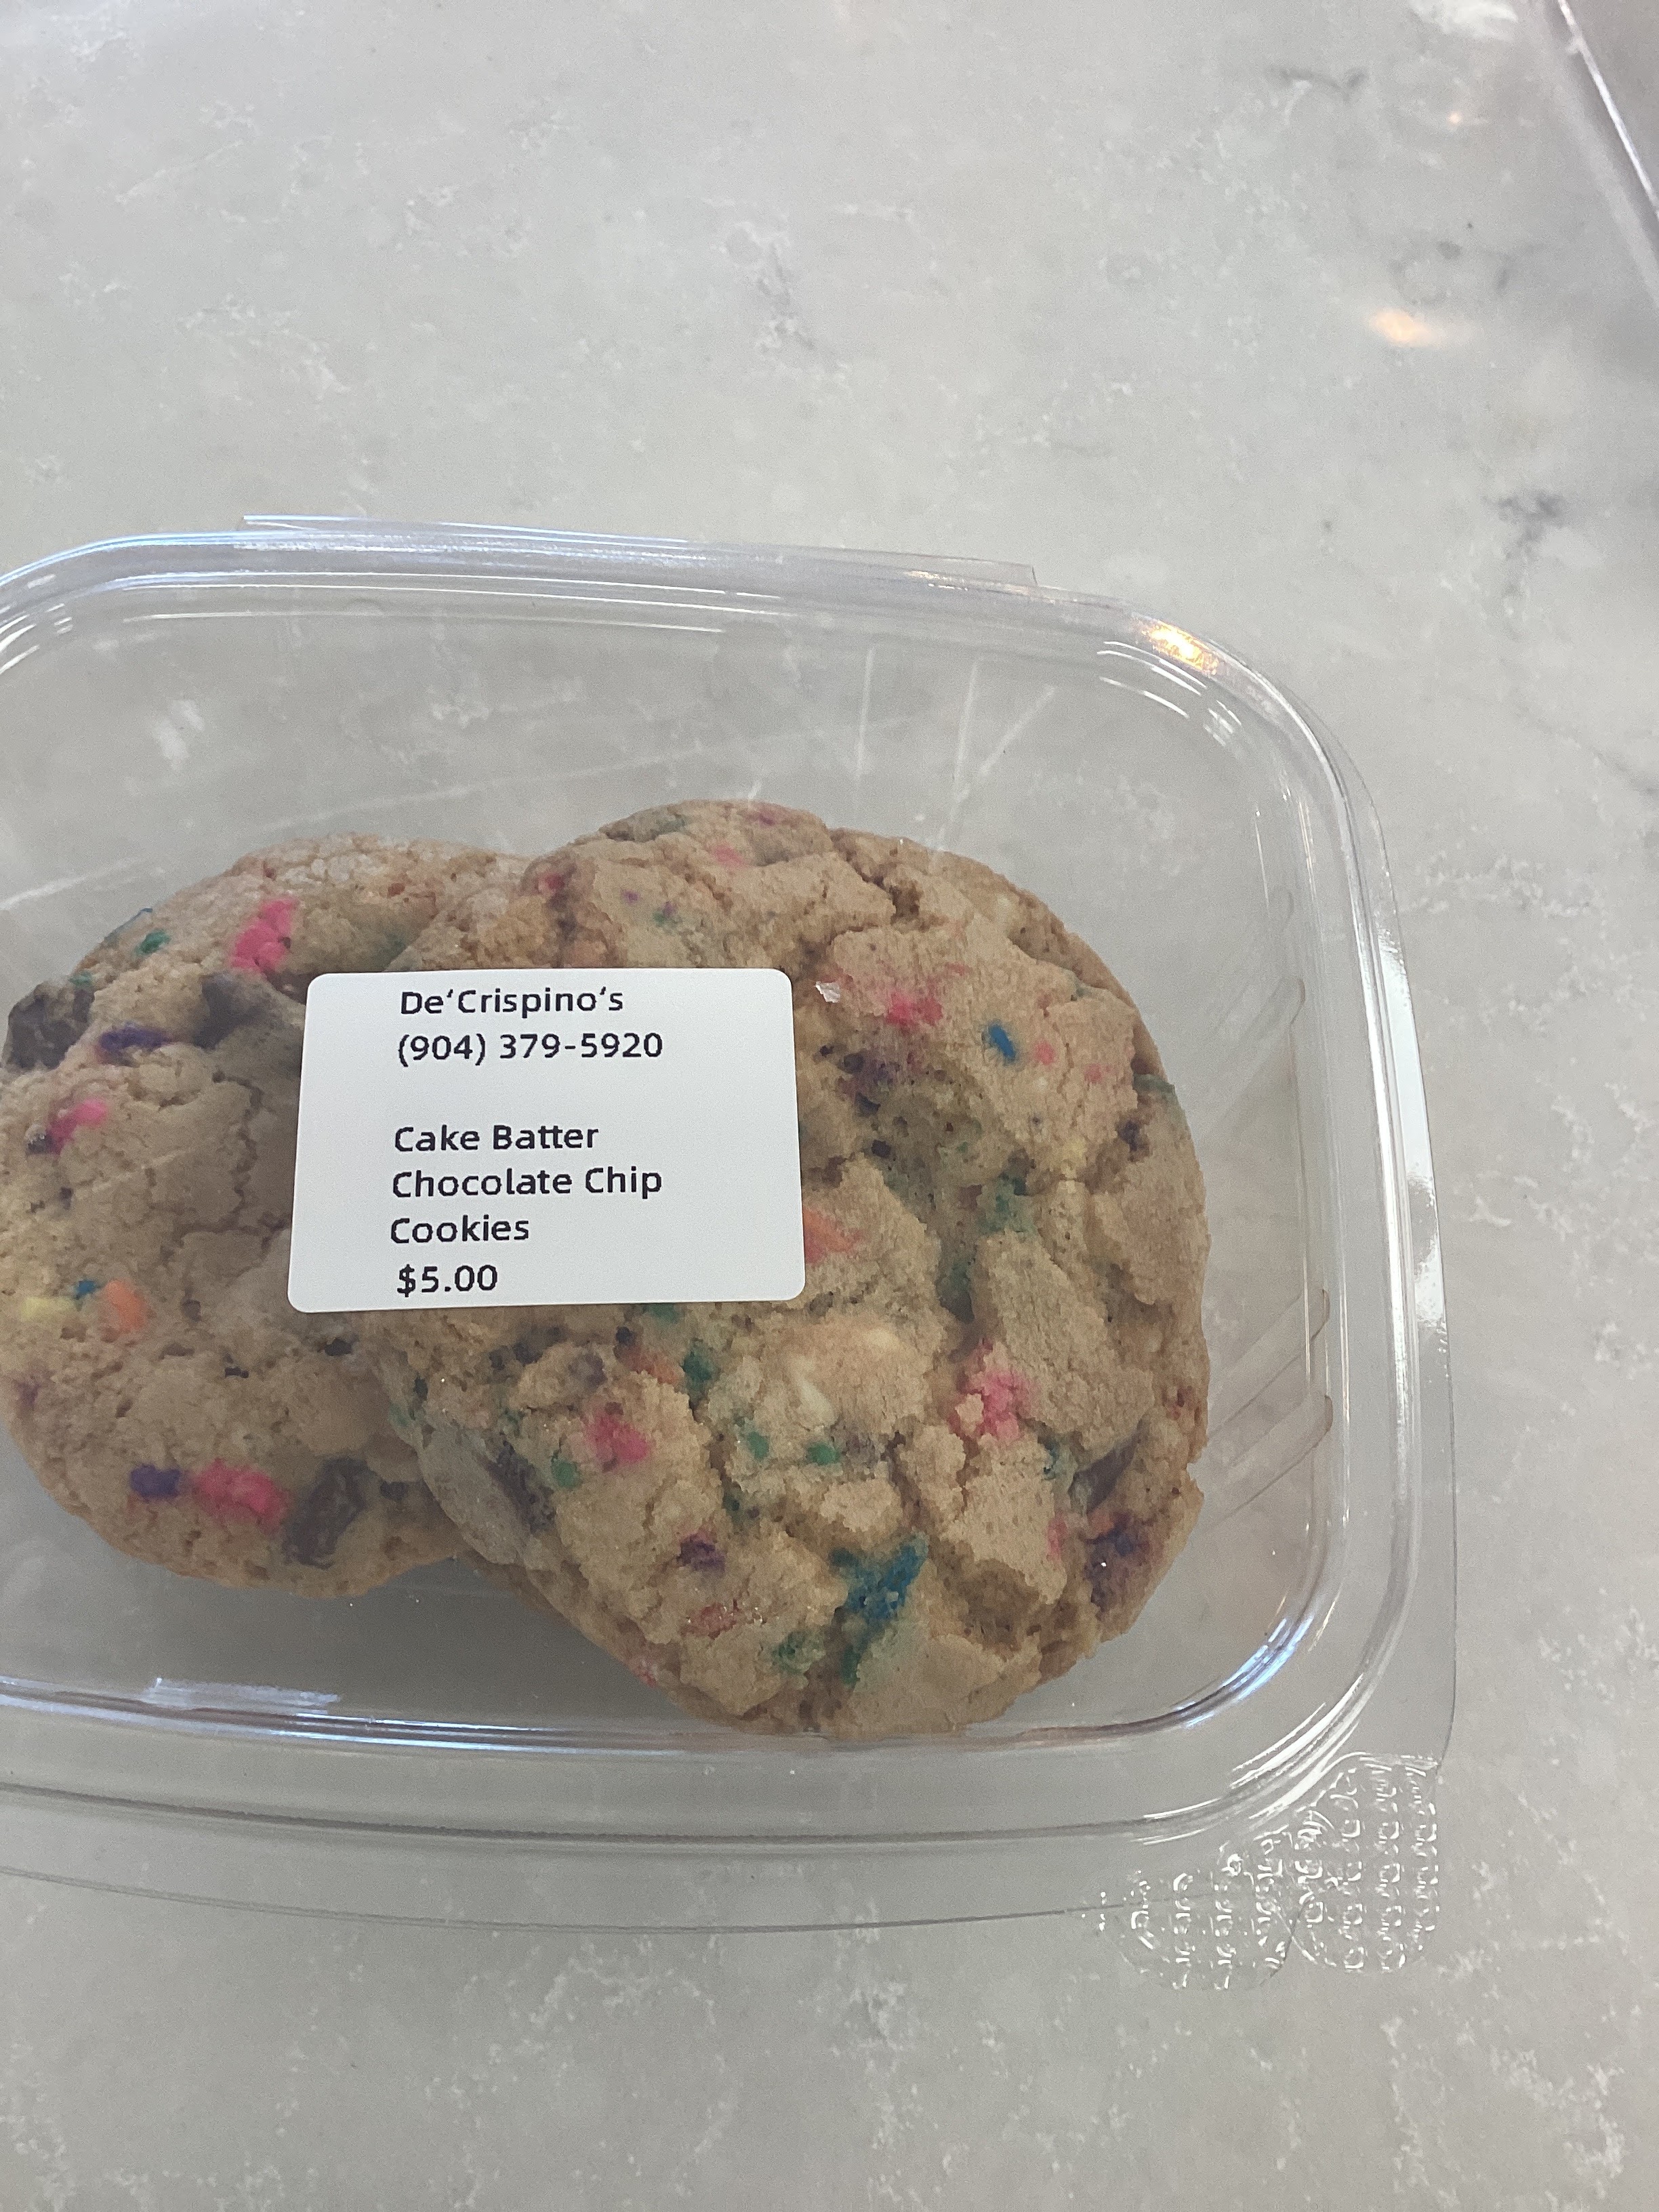 De‘Crispino‘s
(904) 379-5920
Cake Batter
Chocolate Chip
Cookies
$5.00